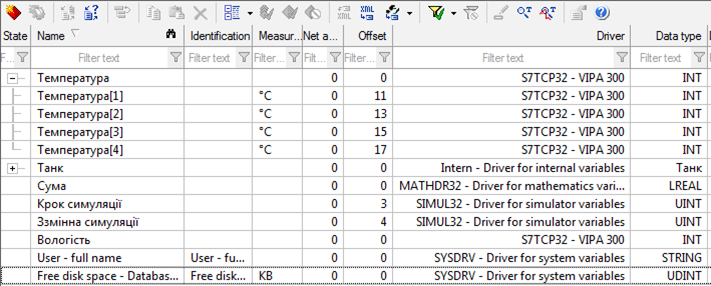 State Name Identification Measur... Net a... Offset Driver Data type
F... Filter text Filter text Filter... Filt... Filter... Filter text Filter text
Температура 0 0 S7TCP32 - VIPA 300 INT
Температура[1] °C 0 11 S7TCP32 - VIPA 300 INT
Температура[2] °C 0 13 S7TCP32 - VIPA 300 INT
Температура[3] °C 0 15 S7TCP32 - VIPA 300 INT
Температура[4] °C 0 17 S7TCP32 - VIPA 300 INT
Танк 0 0 Intern - Driver for internal variables Танк
Сума 0 0 MATHDR32 - Driver for mathematics vari... LREAL
Крок симуляції 0 3 SIMUL32 - Driver for simulator variables UINT
Ззмінна симуляції 0 4 SIMUL32 - Driver for simulator variables UINT
Вологість 0 0 S7TCP32 - VIPA 300 INT
User - full name User - fu... 0 0 SYSDRV - Driver for system variables STRING
Free disk space - Databas... Free disk... KB 0 0 SYSDRV - Driver for system variables UDINT